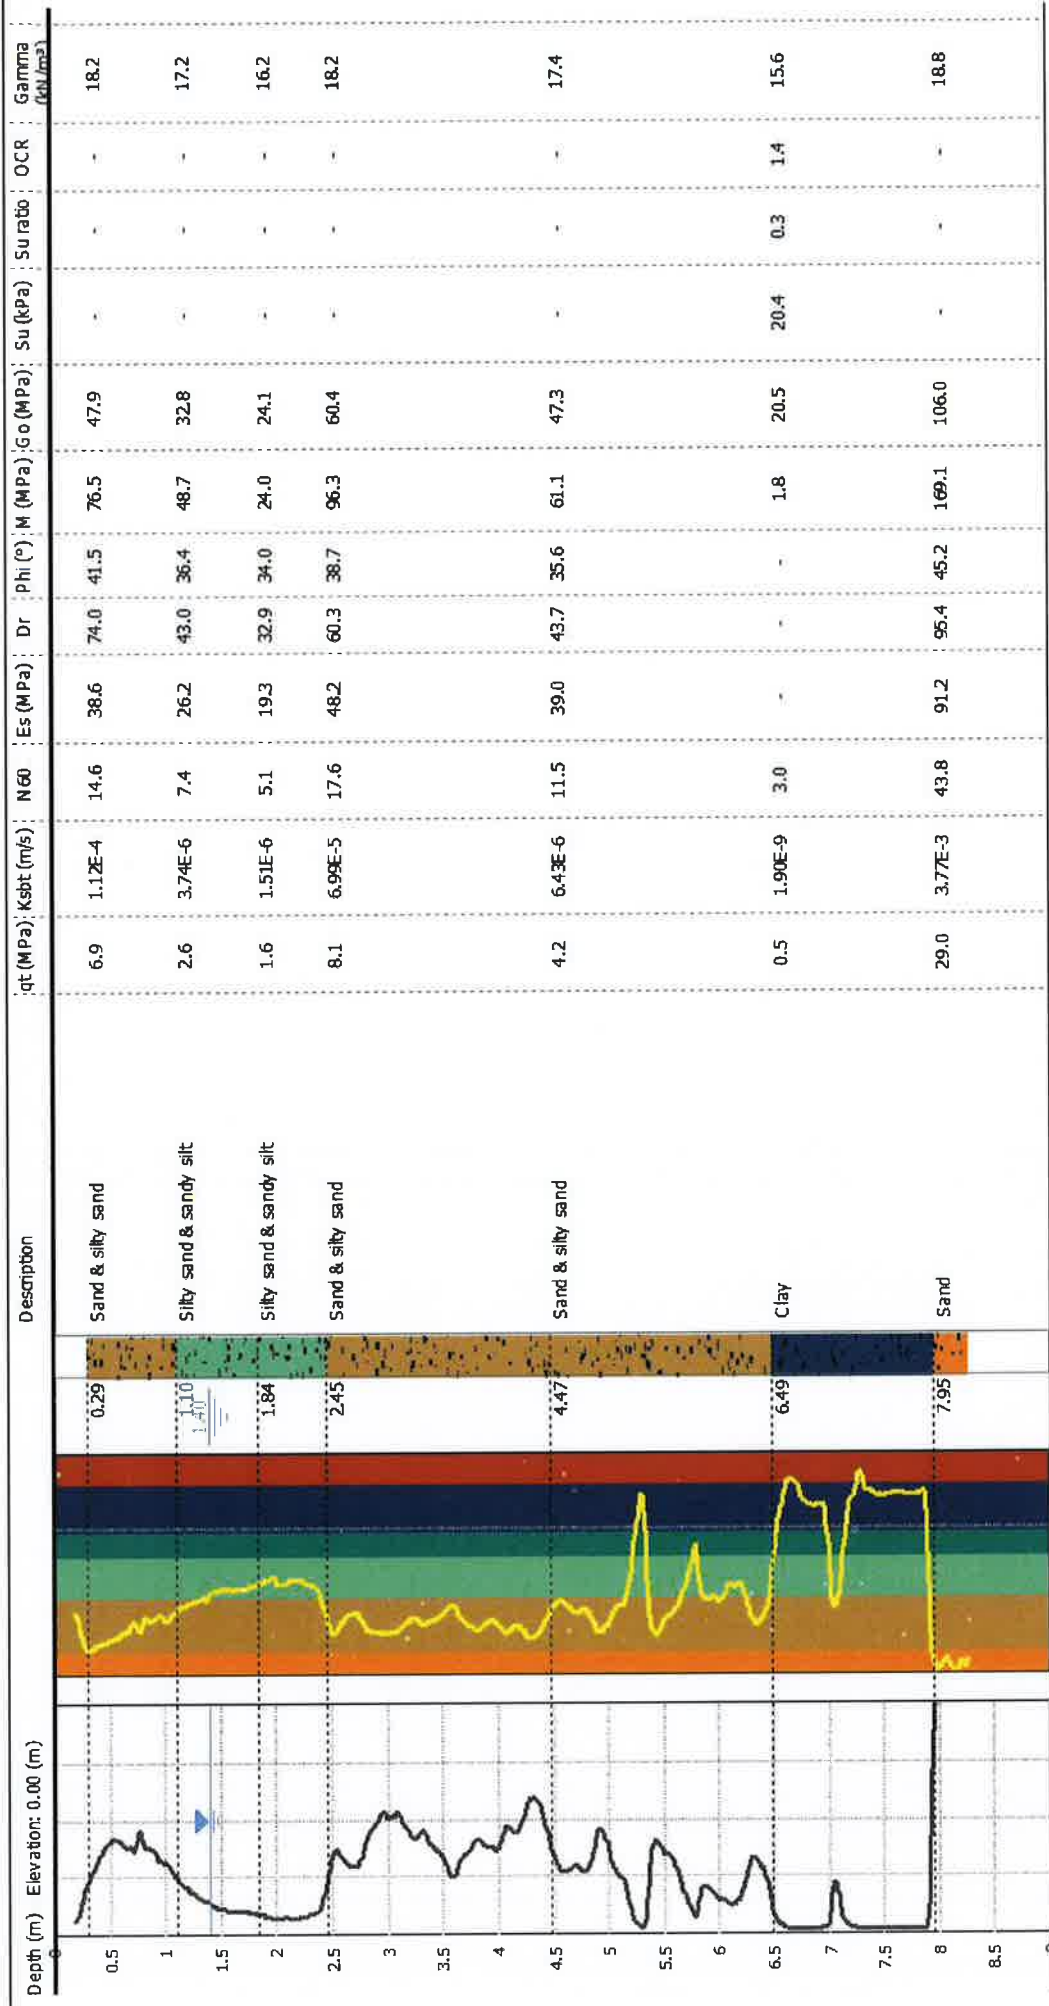 Depth (m) Elevation: 0.00 (m) Description qt (MPa) Ksbt (m/s) N60 Es (MPa) Dr Phi (°) M (MPa) Go (MPa) Su (kPa) Su ratio OCR Gamma (kN/m³)
0.29 Sand & silty sand 6.9 1.12E-4 14.6 38.6 74.0 41.5 76.5 47.9 - - - 18.2
0.5
1
1.10 Silty sand & sandy silt 2.6 3.74E-6 7.4 26.2 43.0 36.4 48.7 32.8 - - - 17.2
1.40
1.5
1.84 Silty sand & sandy silt 1.6 1.51E-6 5.1 19.3 32.9 34.0 24.0 24.1 - - - 16.2
2
2.45 Sand & silty sand 8.1 6.99E-5 17.6 48.2 60.3 38.7 96.3 60.4 - - - 18.2
2.5
3
3.5
4
4.47 Sand & silty sand 4.2 6.43E-6 11.5 39.0 43.7 35.6 61.1 47.3 - - - 17.4
4.5
5
5.5
6
6.49 Clay 0.5 1.90E-9 3.0 - - - 1.8 20.5 20.4 0.3 1.4 15.6
6.5
7
7.5
7.95 Sand 29.0 3.77E-3 43.8 91.2 95.4 45.2 169.1 106.0 - - - 18.8
8
8.5